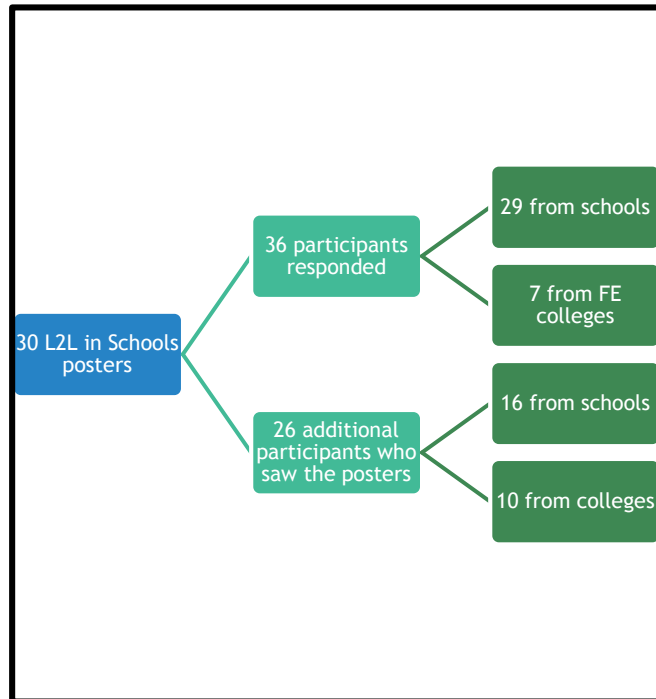 30 L2L in Schools
posters
36 participants
responded
29 from schools
7 from FE
colleges
26 additional
participants who
saw the posters
16 from schools
10 from colleges